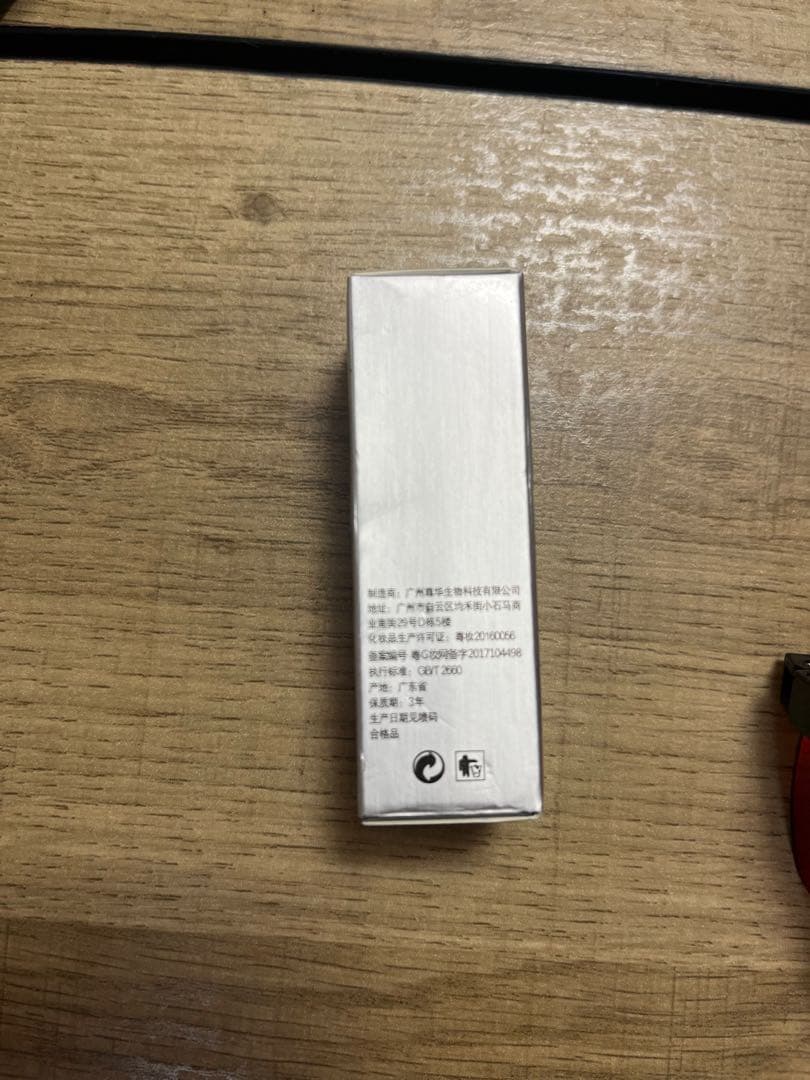 制造商：广州尊华生物科技有限公司
地址：广州市白云区均禾街小石马商
业南街29号D栋5楼
化妆品生产许可证：粤妆20160056
备案编号 粤G妆网备字2017104498
执行标准：GB/T 2660
产地：广东省
保质期：3年
生产日期见喷码
合格品